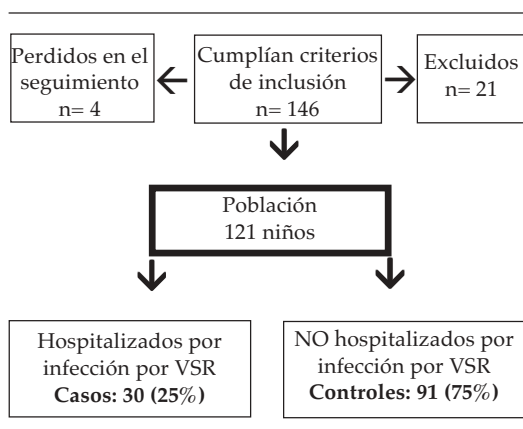 Perdidos en el
seguimiento
n= 4
Cumplían criterios
de inclusión
n= 146
Excluidos
n= 21
Población
121 niños
Hospitalizados por
infección por VSR
Casos: 30 (25%)
NO hospitalizados por
infección por VSR
Controles: 91 (75%)